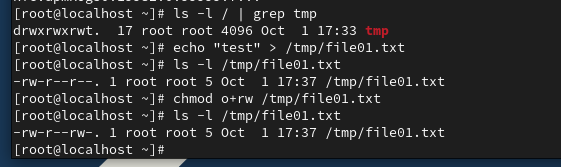 [root@localhost ~]# ls -l / | grep tmp
drwxrwxrwt.  17 root root 4096 Oct  1 17:33 tmp
[root@localhost ~]# echo "test" > /tmp/file01.txt
[root@localhost ~]# ls -l /tmp/file01.txt
-rw-r--r--. 1 root root 5 Oct  1 17:37 /tmp/file01.txt
[root@localhost ~]# chmod o+rw /tmp/file01.txt
[root@localhost ~]# ls -l /tmp/file01.txt
-rw-r--rw-. 1 root root 5 Oct  1 17:37 /tmp/file01.txt
[root@localhost ~]#